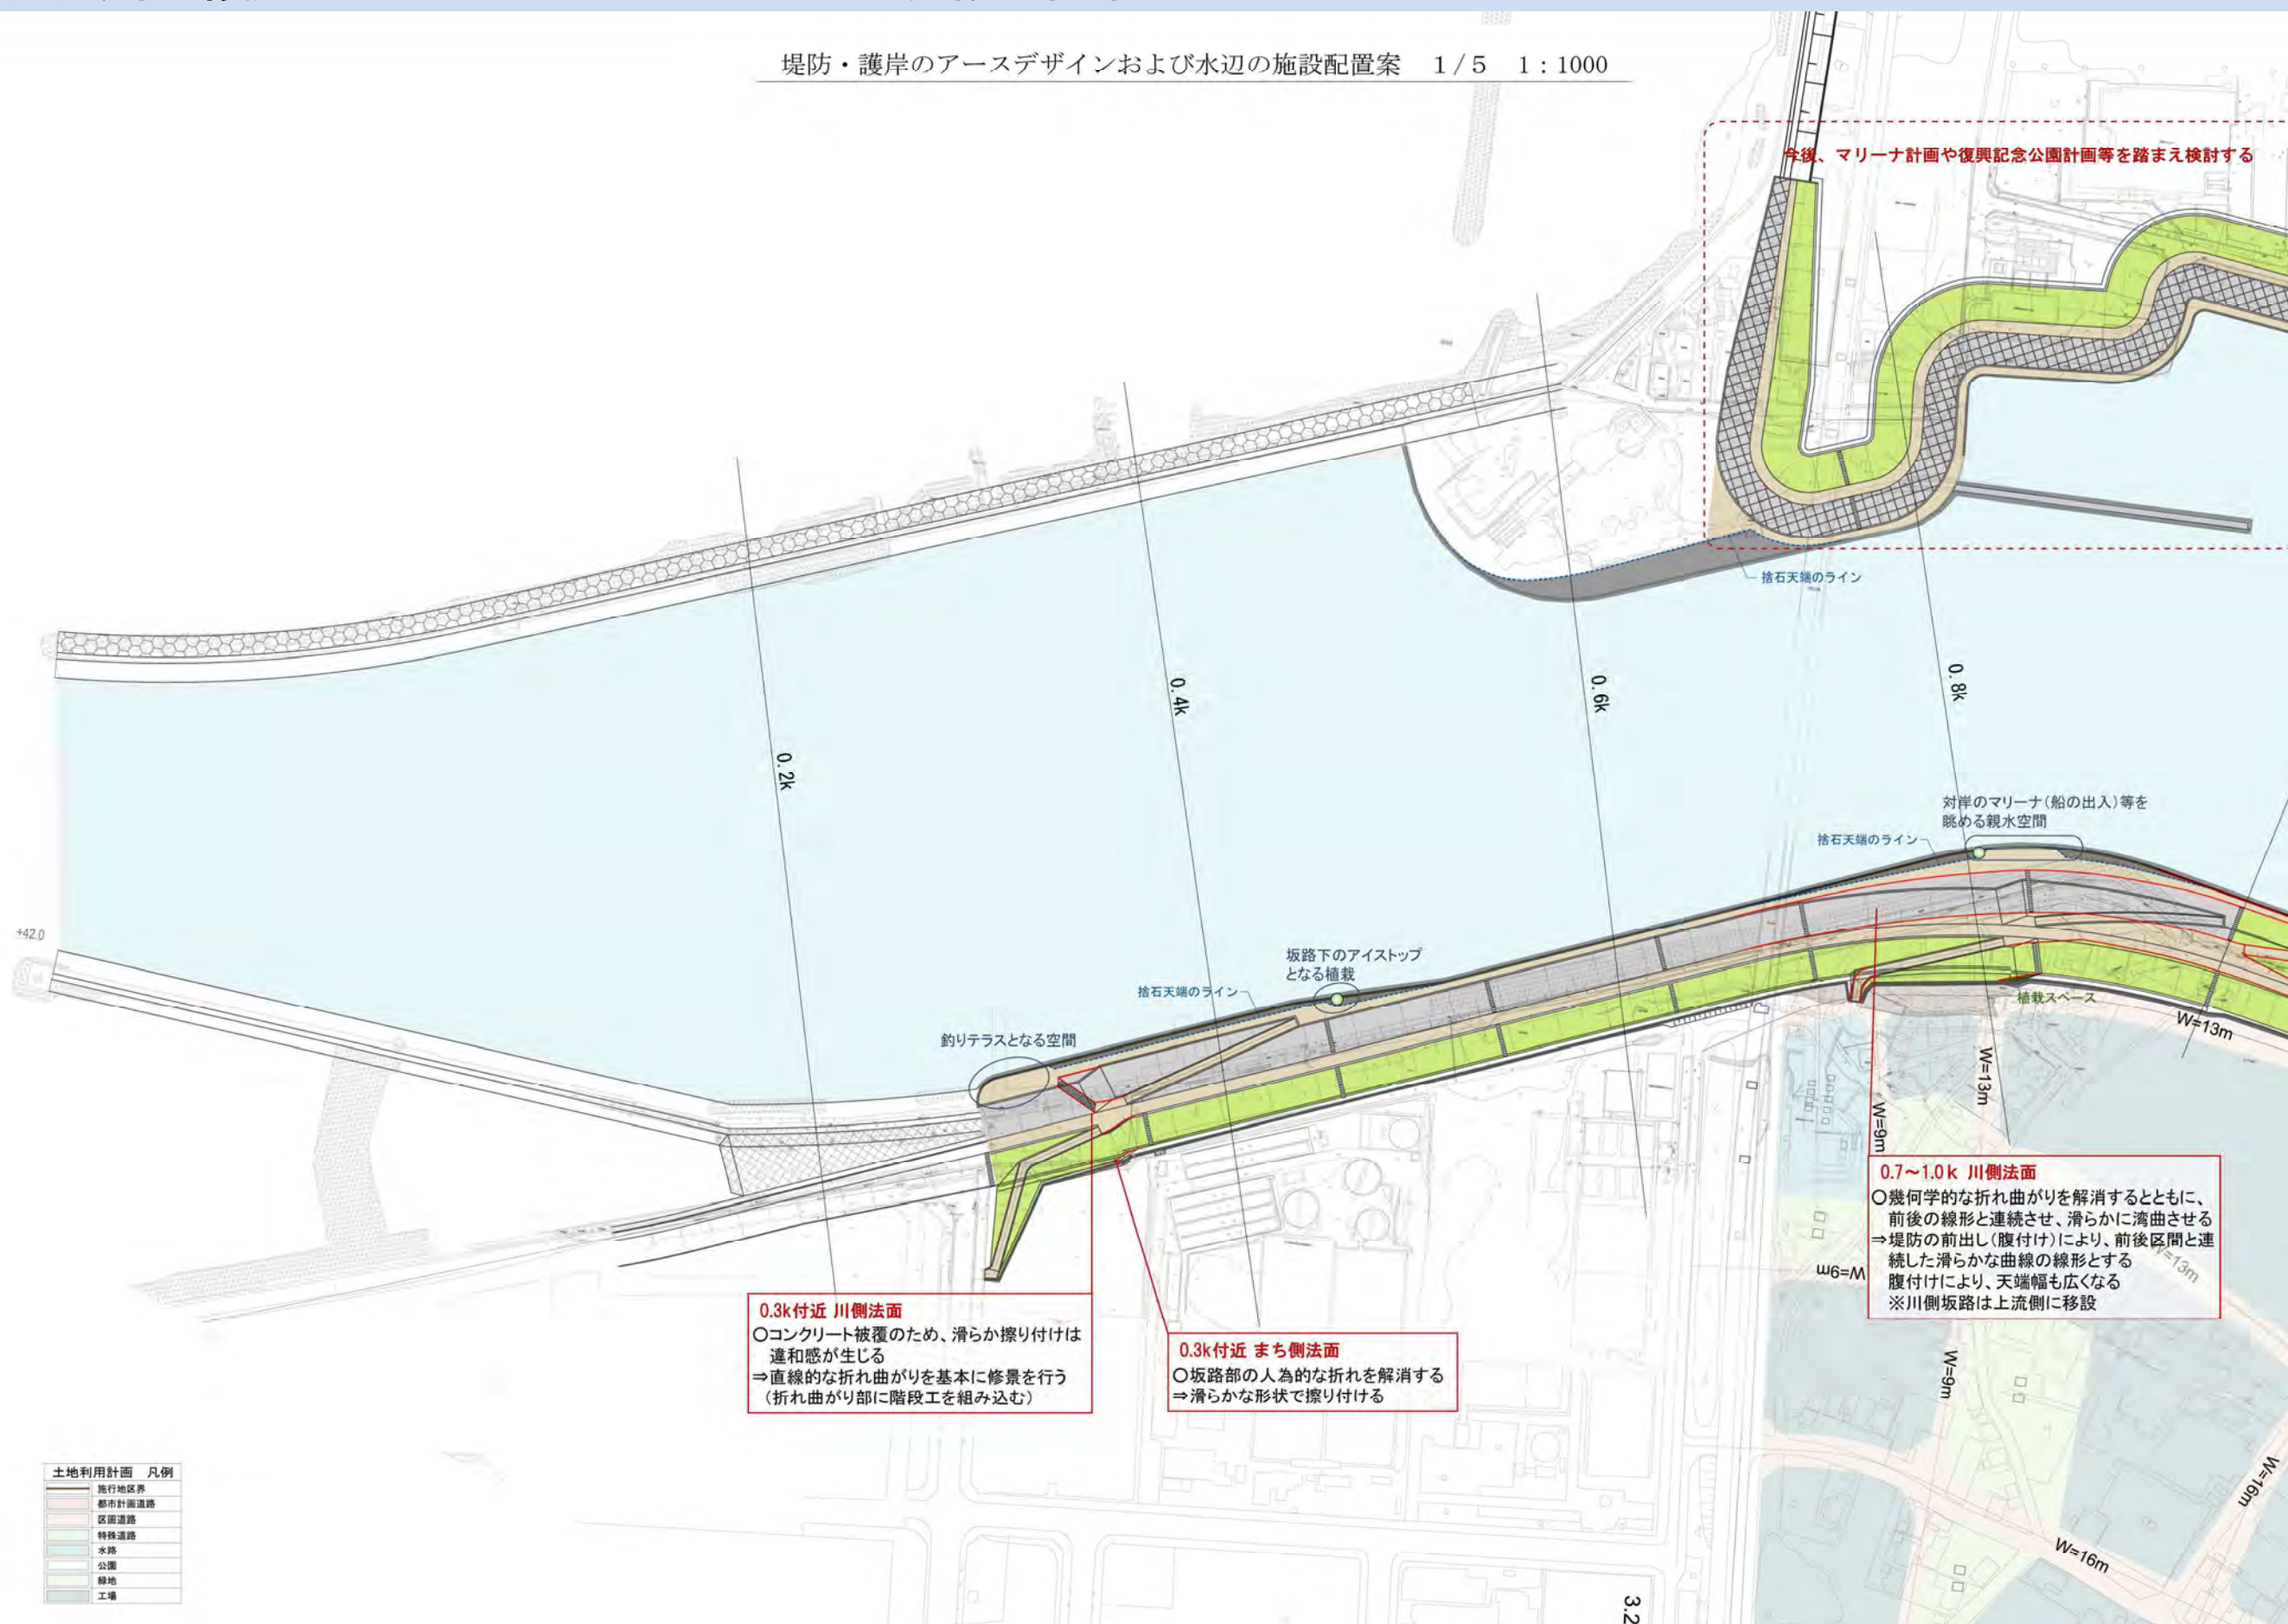 堤防・護岸のアースデザインおよび水辺の施設配置案　1/5　1：1000
今後、マリーナ計画や復興記念公園計画等を踏まえ検討する
捨石天端のライン
0.2k
0.4k
0.6k
0.8k
対岸のマリーナ（船の出入）等を
眺める親水空間
捨石天端のライン
+42.0
坂路下のアイストップ
となる植栽
捨石天端のライン
釣りテラスとなる空間
植栽スペース
W=13m
W=13m
W=9m
0.7～1.0k 川側法面
○幾何学的な折れ曲がりを解消するとともに、
前後の線形と連続させ、滑らかに湾曲させる
⇒堤防の前出し（腹付け）により、前後区間と連
続した滑らかな曲線の線形とする
腹付けにより、天端幅も広くなる
※川側坂路は上流側に移設
W=13m
W=9m
0.3k付近 川側法面
○コンクリート被覆のため、滑らか擦り付けは
違和感が生じる
⇒直線的な折れ曲がりを基本に修景を行う
（折れ曲がり部に階段工を組み込む）
0.3k付近 まち側法面
○坂路部の人為的な折れを解消する
⇒滑らかな形状で擦り付ける
W=9m
W=16m
W=16m
3.2
土地利用計画　凡例
施行地区界
都市計画道路
区画道路
特殊道路
水路
公園
緑地
工場